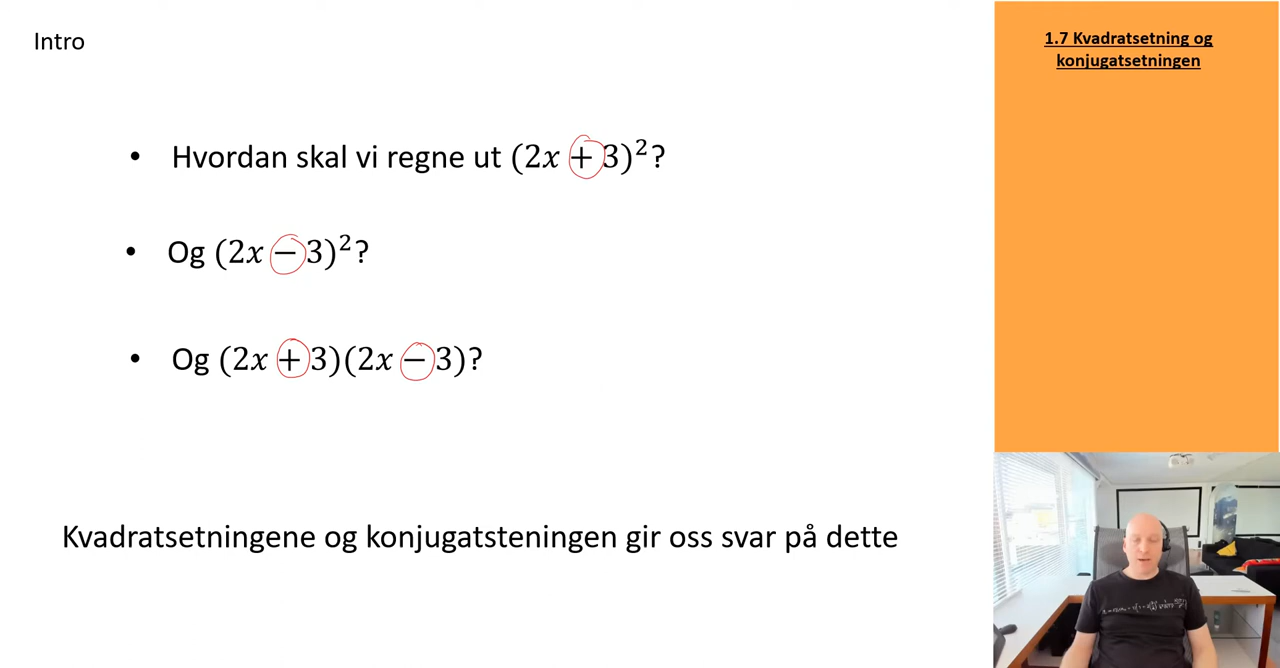 Intro
1.7 Kvadratsetning og
konjugatsetningen
• Hvordan skal vi regne ut (2x + 3)²?
• Og (2x − 3)²?
• Og (2x + 3)(2x − 3)?
Kvadratsetningene og konjugatsteningen gir oss svar på dette